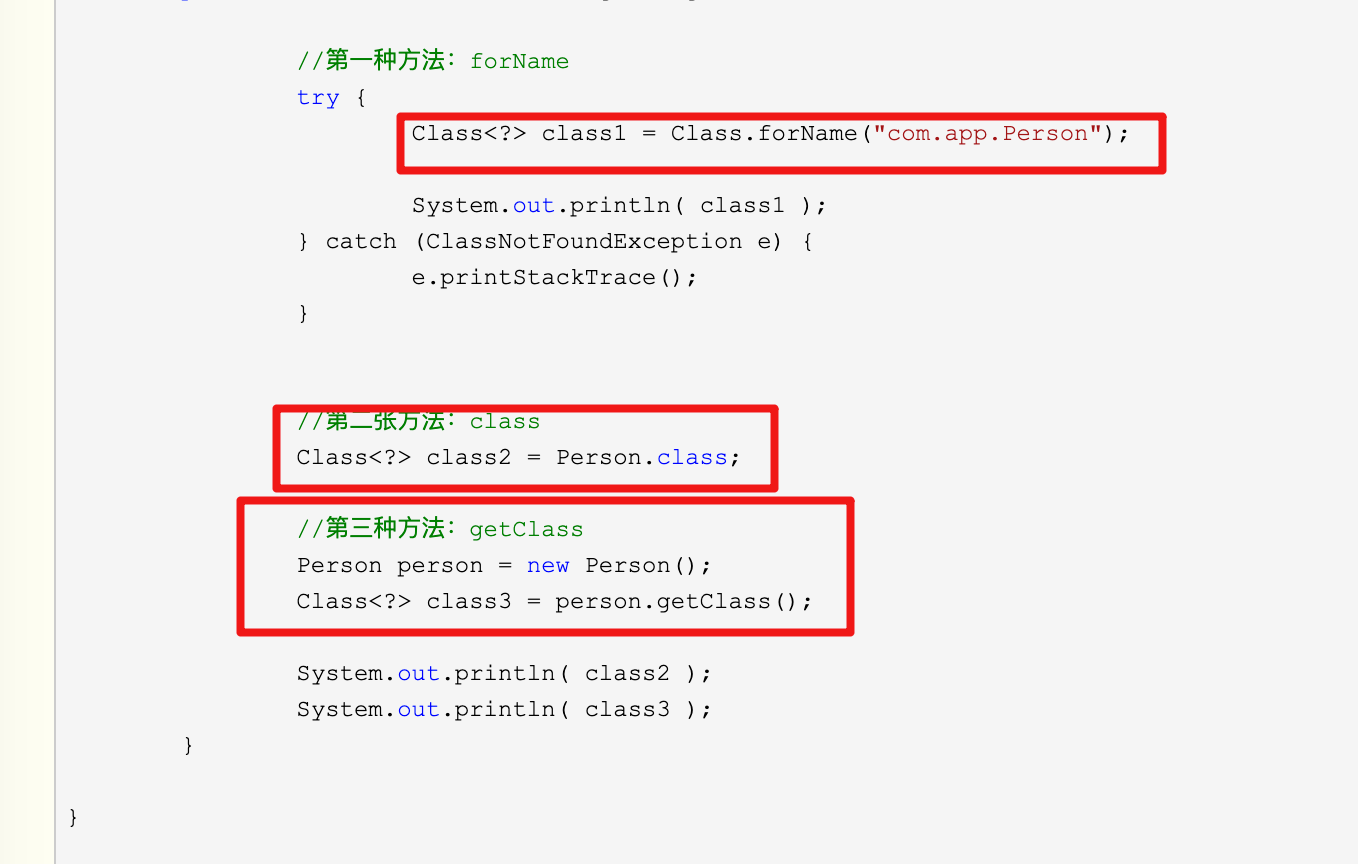 //第一种方法：forName
try {
Class<?> class1 = Class.forName("com.app.Person");
System.out.println( class1 );
} catch (ClassNotFoundException e) {
e.printStackTrace();
}
//第二张方法：class
Class<?> class2 = Person.class;
//第三种方法：getClass
Person person = new Person();
Class<?> class3 = person.getClass();
System.out.println( class2 );
System.out.println( class3 );
}
}